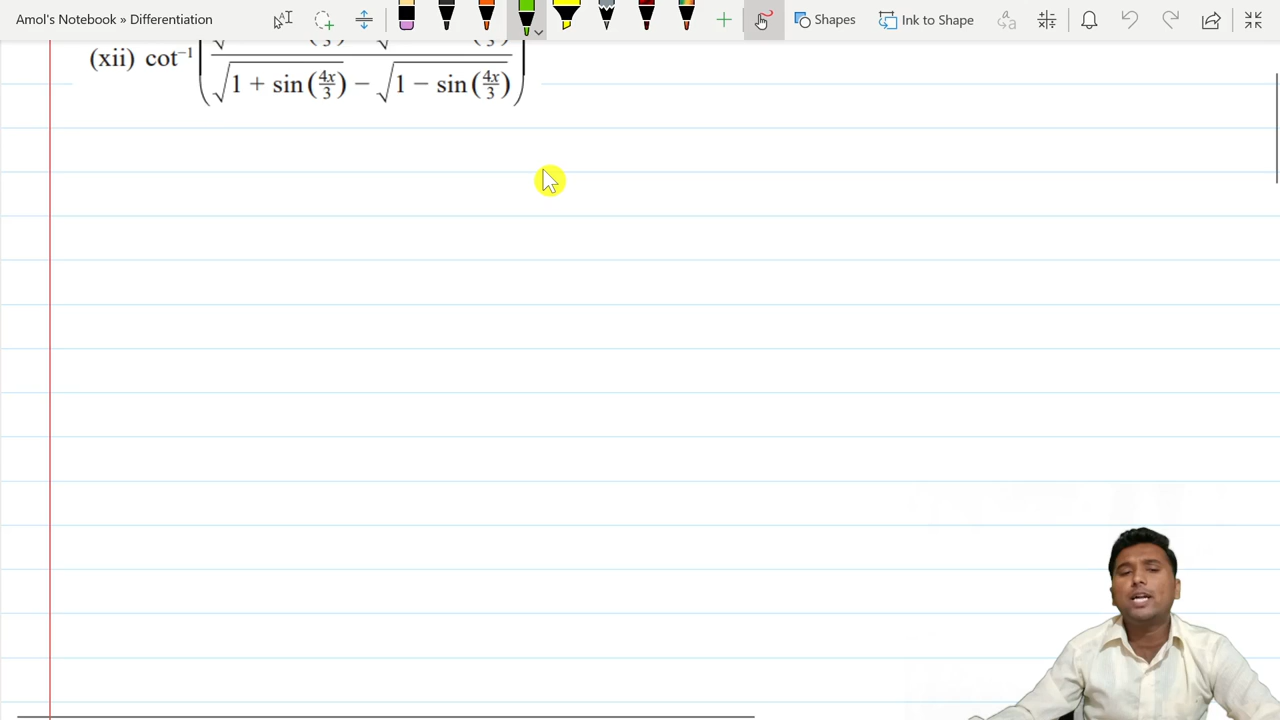 Amol's Notebook » Differentiation
Shapes
Ink to Shape
(xii) cot⁻¹
√1 + sin(4x/3) − √1 − sin(4x/3)